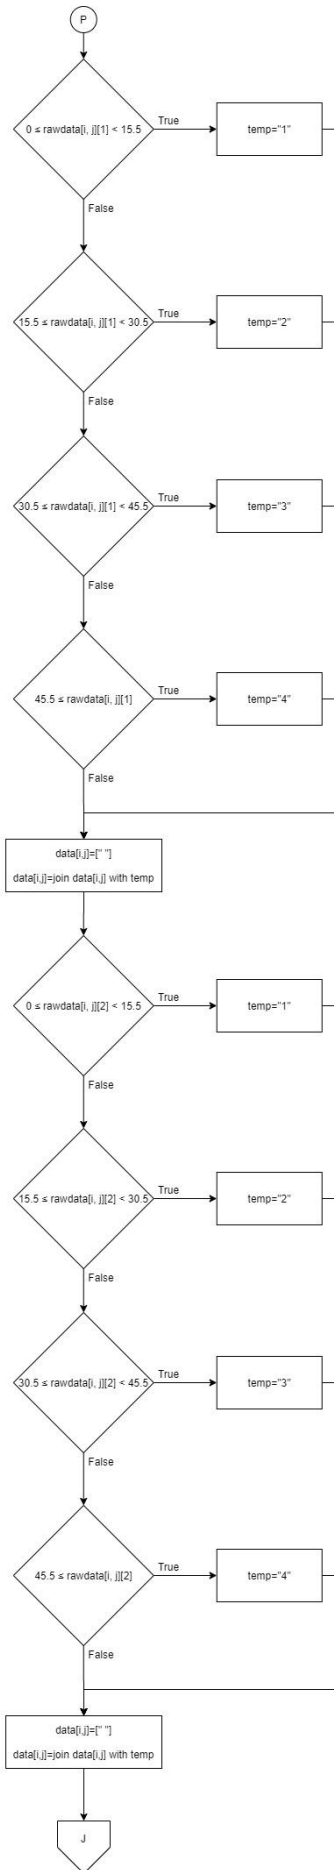 P
0 ≤ rawdata[i, j][1] < 15.5
True
temp="1"
False
15.5 ≤ rawdata[i, j][1] < 30.5
True
temp="2"
False
30.5 ≤ rawdata[i, j][1] < 45.5
True
temp="3"
False
45.5 ≤ rawdata[i, j][1]
True
temp="4"
False
data[i,j]=[" "]
data[i,j]=join data[i,j] with temp
0 ≤ rawdata[i, j][2] < 15.5
True
temp="1"
False
15.5 ≤ rawdata[i, j][2] < 30.5
True
temp="2"
False
30.5 ≤ rawdata[i, j][2] < 45.5
True
temp="3"
False
45.5 ≤ rawdata[i, j][2]
True
temp="4"
False
data[i,j]=[" "]
data[i,j]=join data[i,j] with temp
J